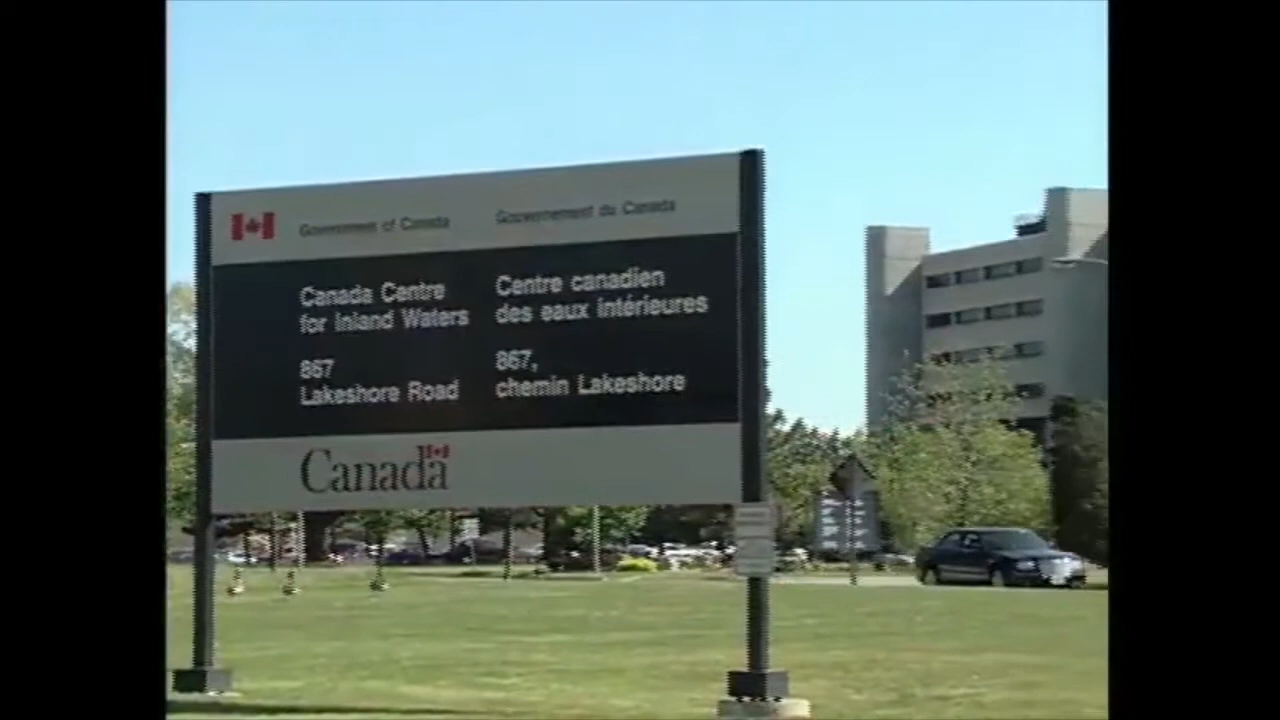 Government of Canada
Gouvernement du Canada
Canada Centre
for Inland Waters
867
Lakeshore Road
Centre canadien
des eaux intérieures
867,
chemin Lakeshore
Canada